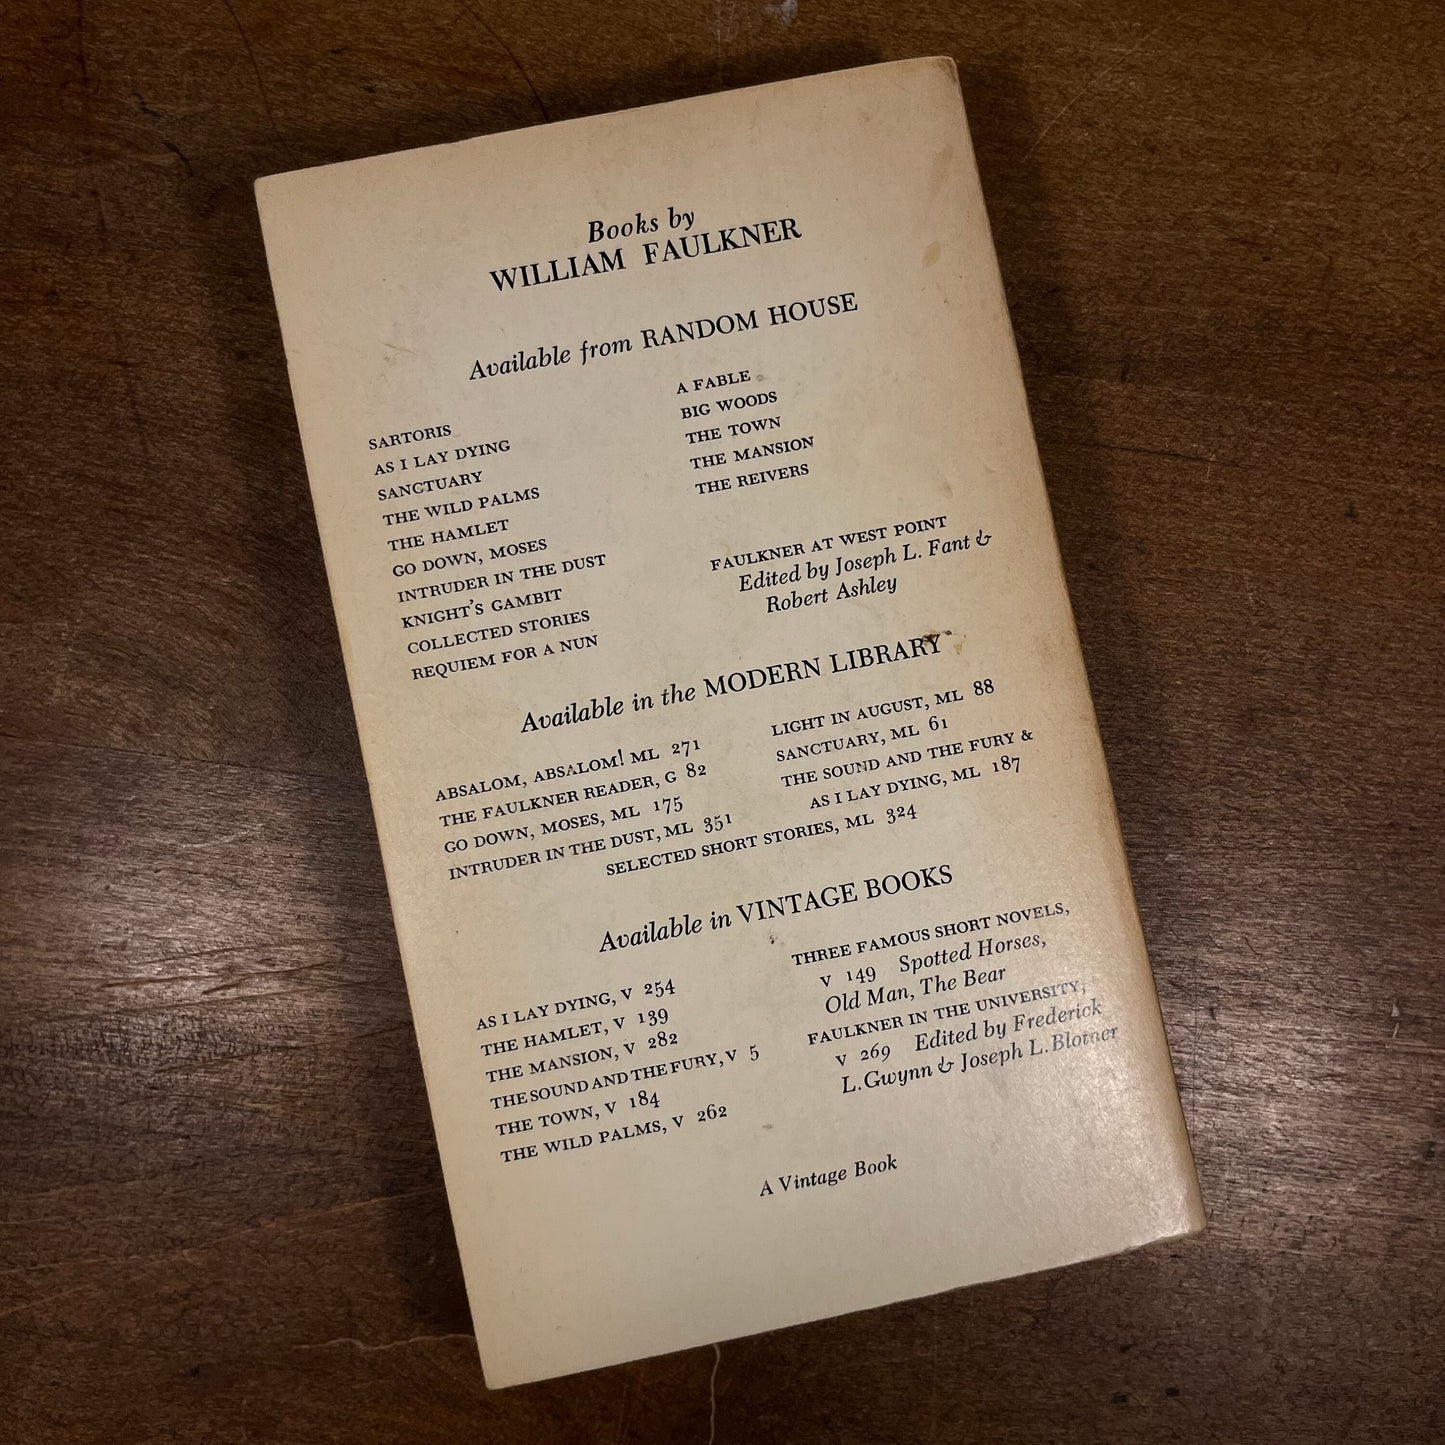 Books by
WILLIAM FAULKNER
Available from RANDOM HOUSE
SARTORIS
AS I LAY DYING
SANCTUARY
THE WILD PALMS
THE HAMLET
GO DOWN, MOSES
INTRUDER IN THE DUST
KNIGHT'S GAMBIT
COLLECTED STORIES
REQUIEM FOR A NUN
A FABLE
BIG WOODS
THE TOWN
THE MANSION
THE REIVERS
FAULKNER AT WEST POINT
Edited by Joseph L. Fant &
Robert Ashley
Available in the MODERN LIBRARY
ABSALOM, ABSALOM! ML 271
THE FAULKNER READER, G 82
GO DOWN, MOSES, ML 175
INTRUDER IN THE DUST, ML 351
LIGHT IN AUGUST, ML 88
SANCTUARY, ML 61
THE SOUND AND THE FURY &
AS I LAY DYING, ML 187
SELECTED SHORT STORIES, ML 324
Available in VINTAGE BOOKS
AS I LAY DYING, V 254
THE HAMLET, V 139
THE MANSION, V 282
THE SOUND AND THE FURY, V 5
THE TOWN, V 184
THE WILD PALMS, V 262
THREE FAMOUS SHORT NOVELS,
V 149 Spotted Horses,
Old Man, The Bear
FAULKNER IN THE UNIVERSITY,
V 269 Edited by Frederick
L. Gwynn & Joseph L. Blotner
A Vintage Book